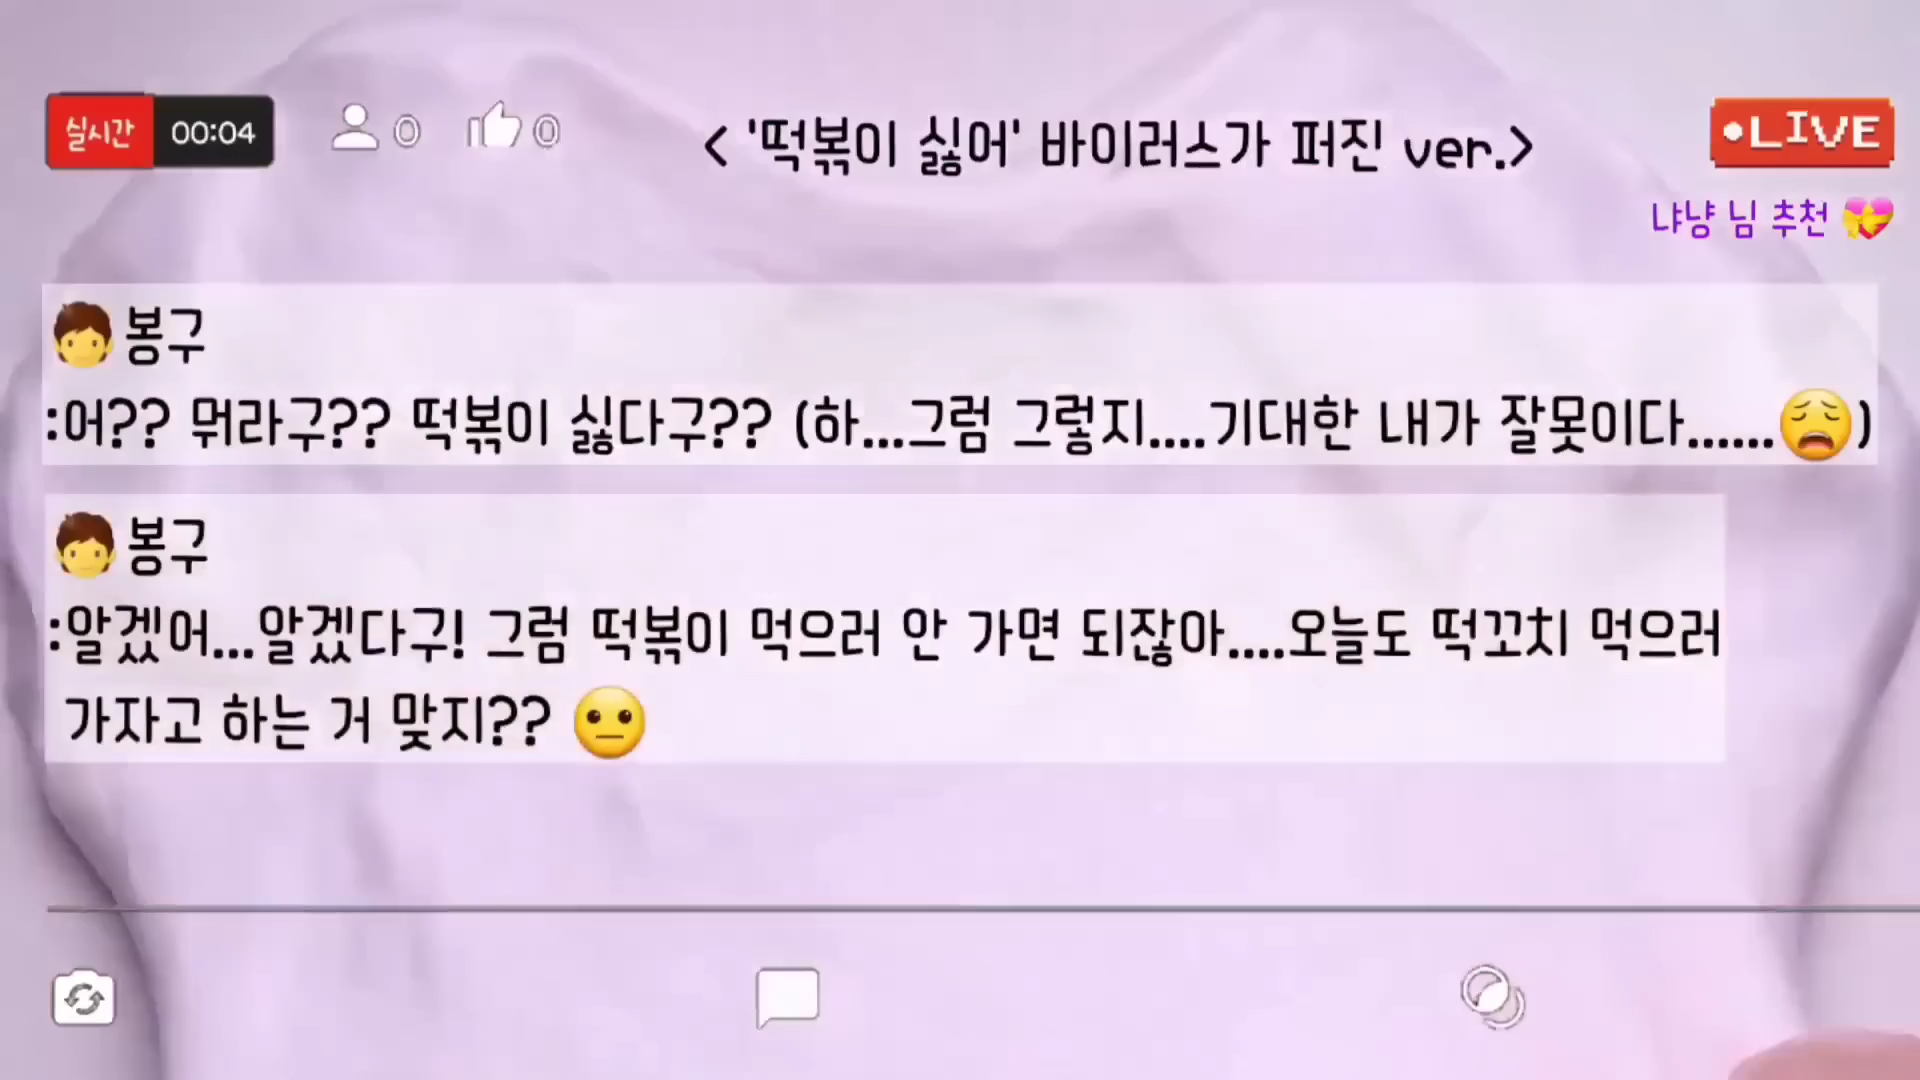 실시간 00:04 0 0
< '떡볶이 싫어' 바이러스가 퍼진 ver.>
•LIVE
냐냥 님 추천 💝
🧑봉구
:어?? 뭐라구?? 떡볶이 싫다구?? (하...그럼 그렇지....기대한 내가 잘못이다......😩)
🧑봉구
:알겠어...알겠다구! 그럼 떡볶이 먹으러 안 가면 되잖아....오늘도 떡꼬치 먹으러
가자고 하는 거 맞지?? 😐